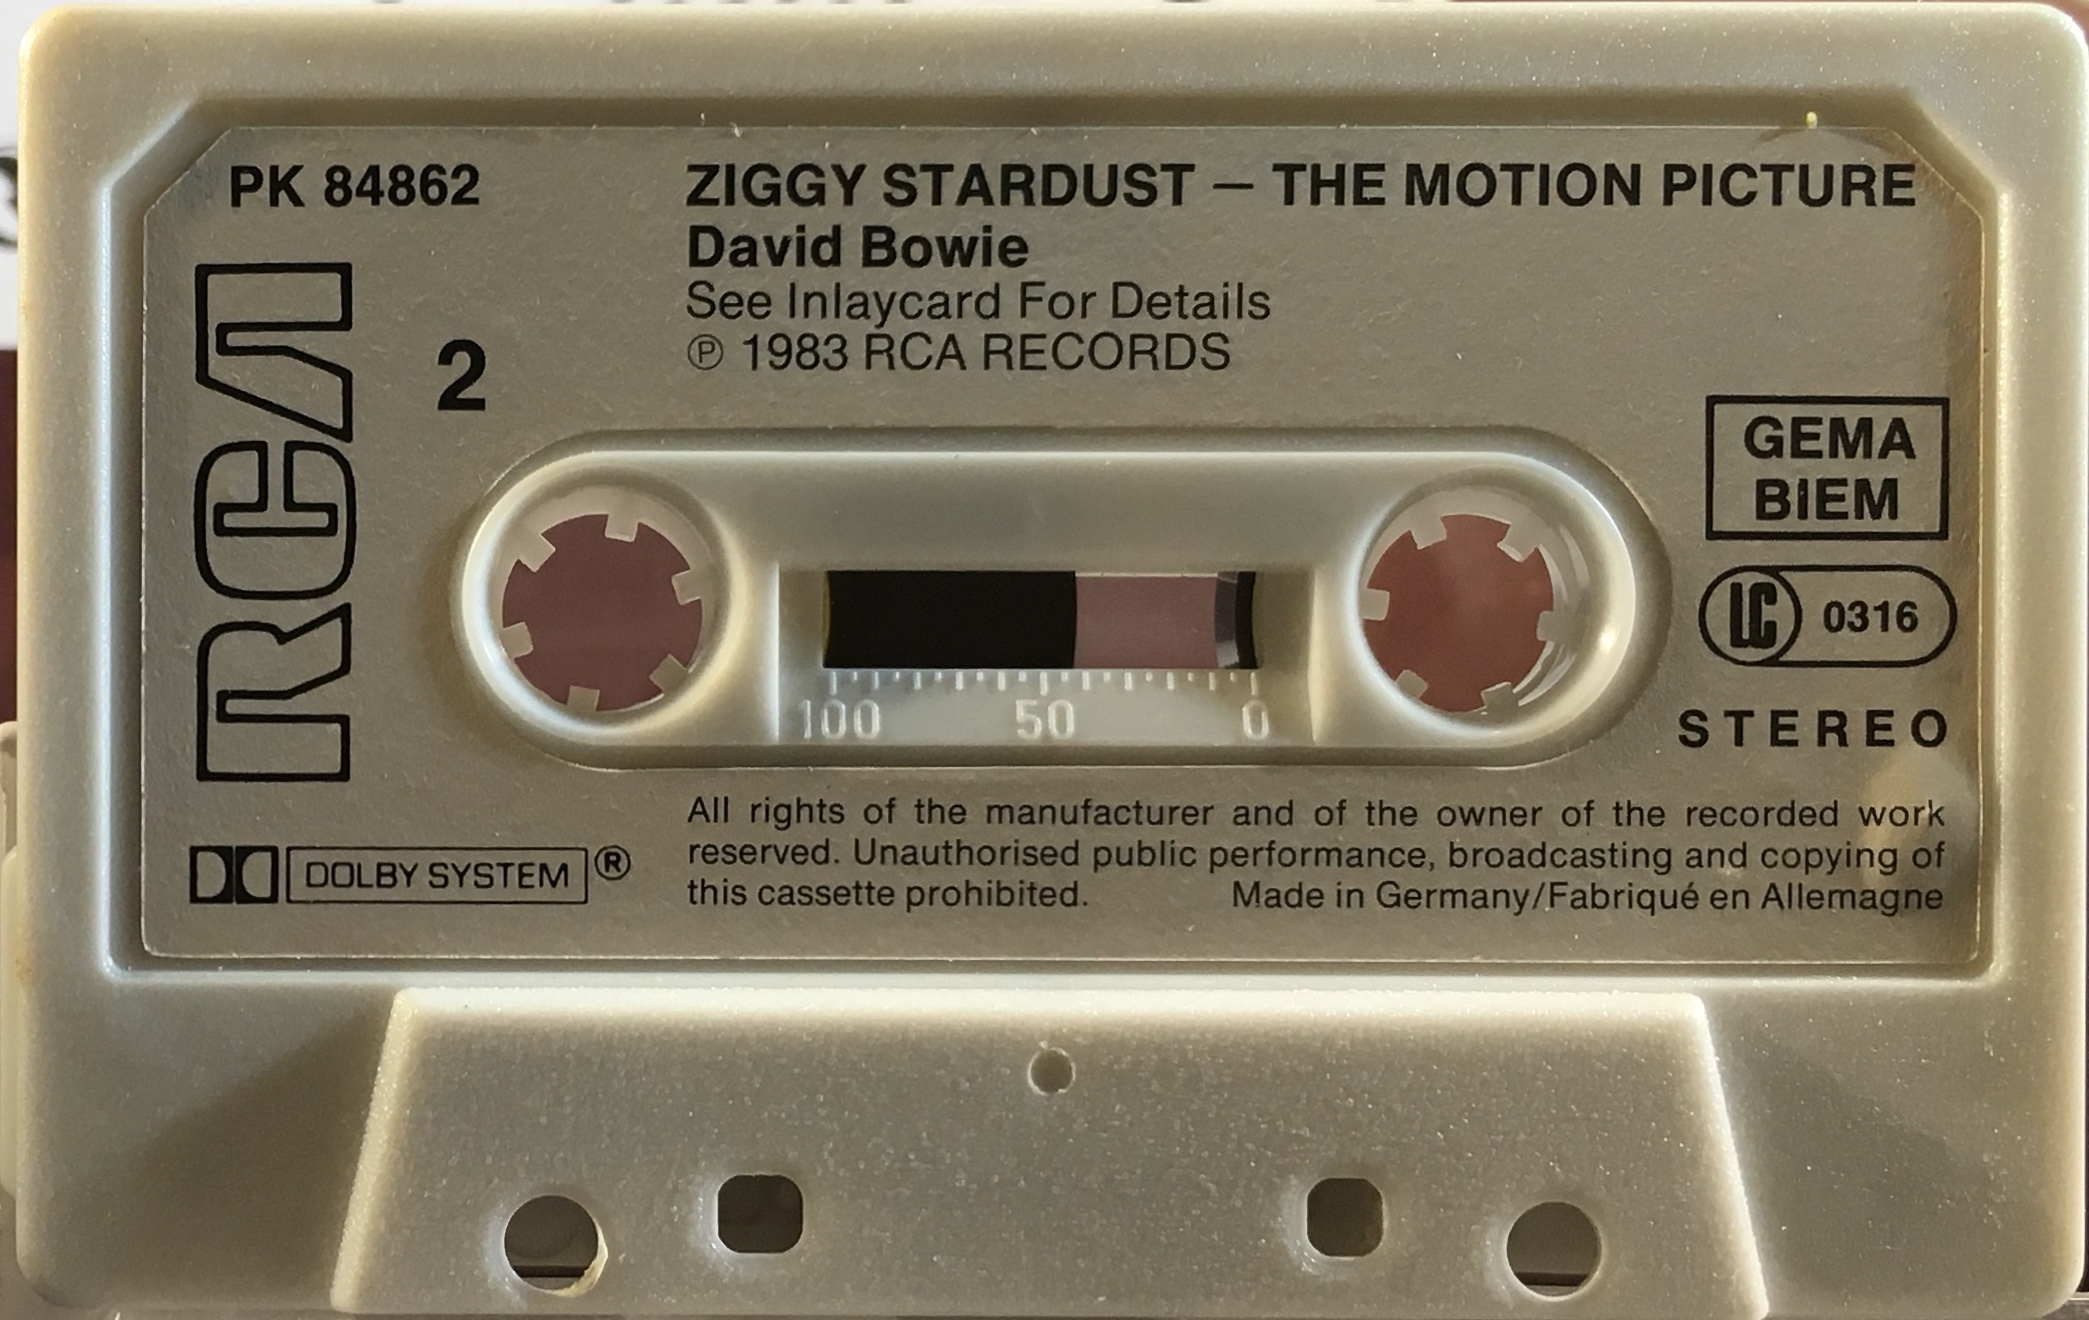 PK 84862
ZIGGY STARDUST – THE MOTION PICTURE
David Bowie
See Inlaycard For Details
℗ 1983 RCA RECORDS
RCA
2
GEMA
BIEM
LC 0316
STEREO
100 50 0
DOLBY SYSTEM ®
All rights of the manufacturer and of the owner of the recorded work
reserved. Unauthorised public performance, broadcasting and copying of
this cassette prohibited. Made in Germany/Fabriqué en Allemagne